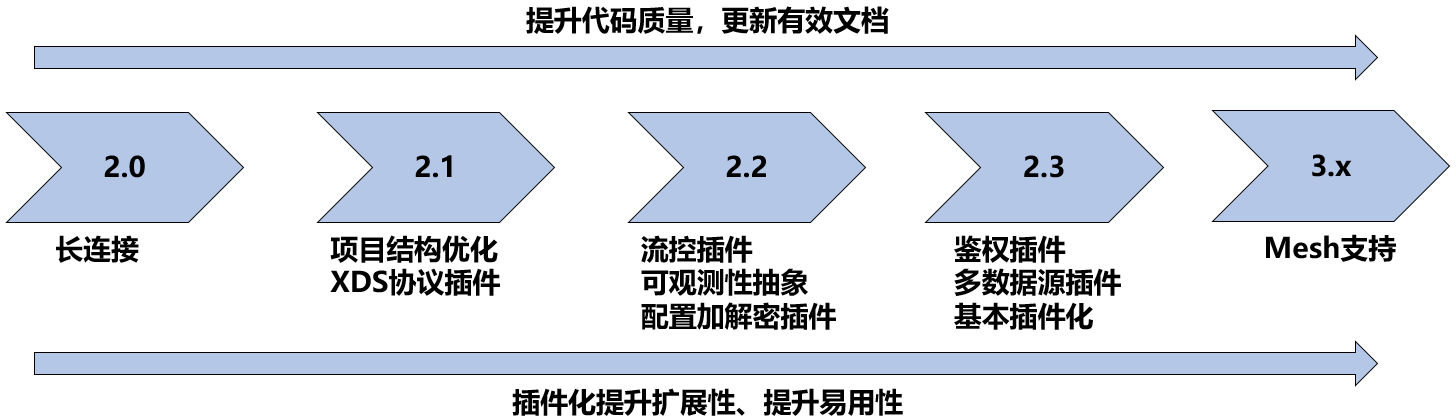 提升代码质量，更新有效文档
2.0
2.1
2.2
2.3
3.x
长连接
项目结构优化
XDS协议插件
流控插件
可观测性抽象
配置加解密插件
鉴权插件
多数据源插件
基本插件化
Mesh支持
插件化提升扩展性、提升易用性